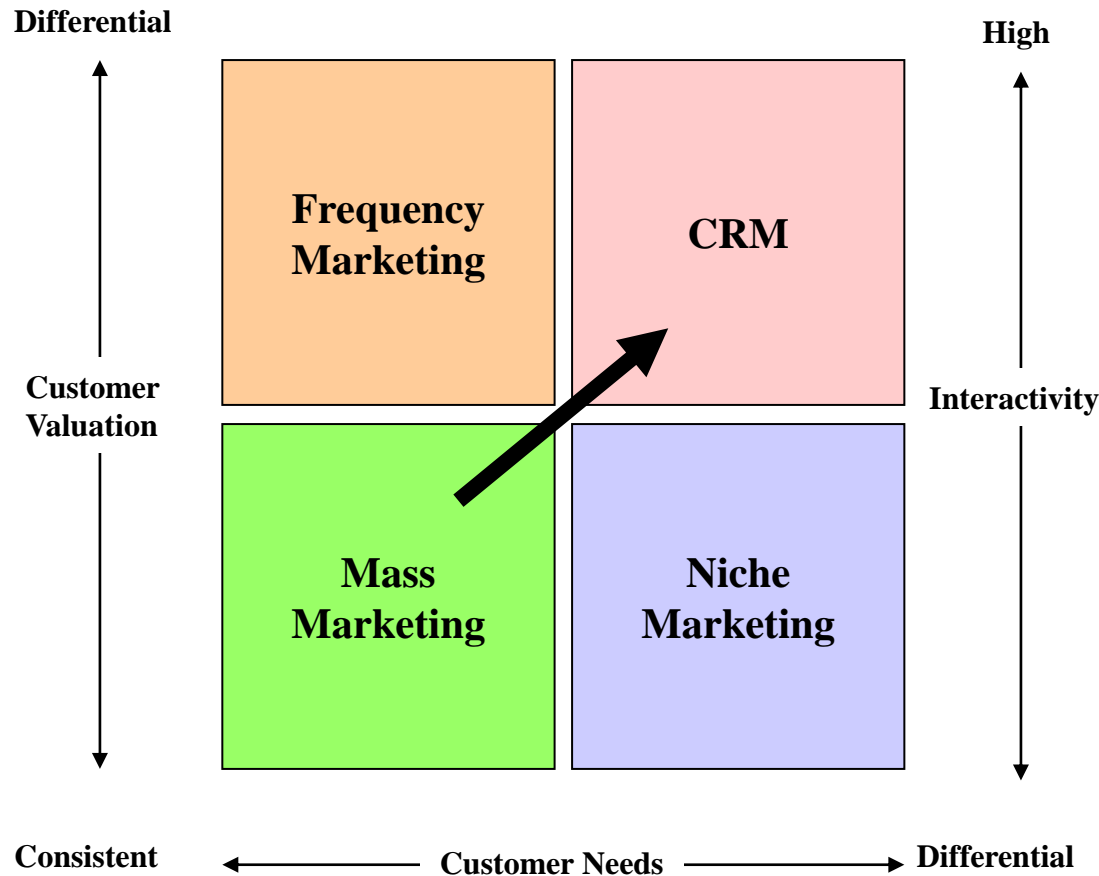 Differential
High
Frequency
Marketing
CRM
Customer
Valuation
Interactivity
Mass
Marketing
Niche
Marketing
Consistent
Customer Needs
Differential